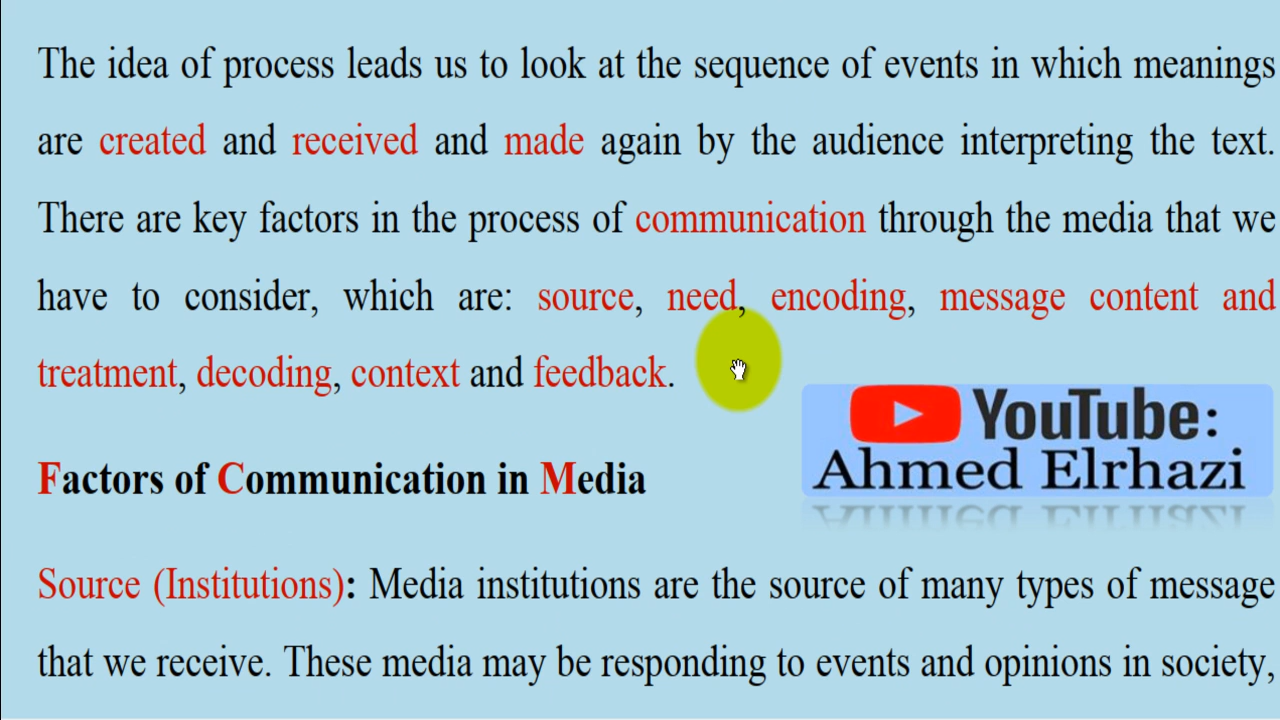 The idea of process leads us to look at the sequence of events in which meanings
are created and received and made again by the audience interpreting the text.
There are key factors in the process of communication through the media that we
have to consider, which are: source, need, encoding, message content and
treatment, decoding, context and feedback.
YouTube:
Ahmed Elrhazi
Factors of Communication in Media
Source (Institutions): Media institutions are the source of many types of message
that we receive. These media may be responding to events and opinions in society,